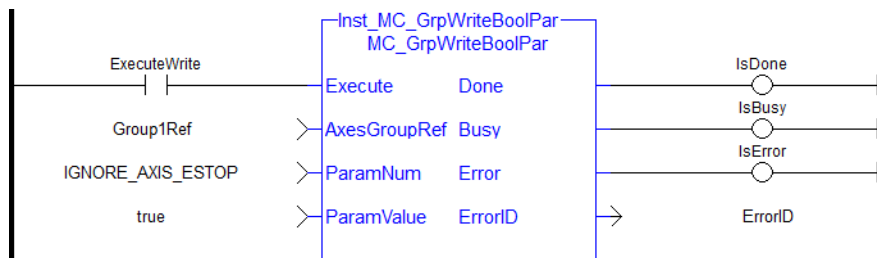 Inst_MC_GrpWriteBoolPar
MC_GrpWriteBoolPar
ExecuteWrite
Execute Done
IsDone
Group1Ref
AxesGroupRef Busy
IsBusy
IGNORE_AXIS_ESTOP
ParamNum Error
IsError
true
ParamValue ErrorID
ErrorID